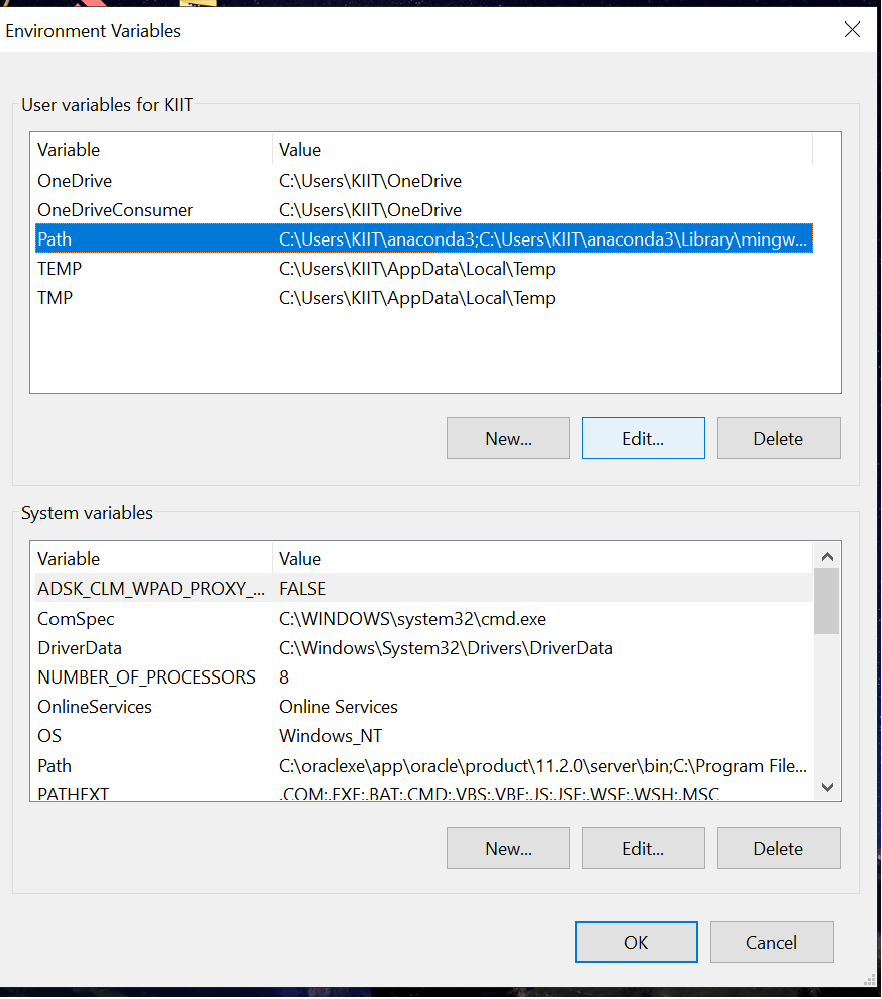 Environment Variables
User variables for KIIT
Variable Value
OneDrive C:\Users\KIIT\OneDrive
OneDriveConsumer C:\Users\KIIT\OneDrive
Path C:\Users\KIIT\anaconda3;C:\Users\KIIT\anaconda3\Library\mingw...
TEMP C:\Users\KIIT\AppData\Local\Temp
TMP C:\Users\KIIT\AppData\Local\Temp
New... Edit... Delete
System variables
Variable Value
ADSK_CLM_WPAD_PROXY_... FALSE
ComSpec C:\WINDOWS\system32\cmd.exe
DriverData C:\Windows\System32\Drivers\DriverData
NUMBER_OF_PROCESSORS 8
OnlineServices Online Services
OS Windows_NT
Path C:\oraclexe\app\oracle\product\11.2.0\server\bin;C:\Program File...
PATHEXT .COM;.EXE;.BAT;.CMD;.VBS;.VBE;.JS;.JSE;.WSF;.WSH;.MSC
New... Edit... Delete
OK Cancel